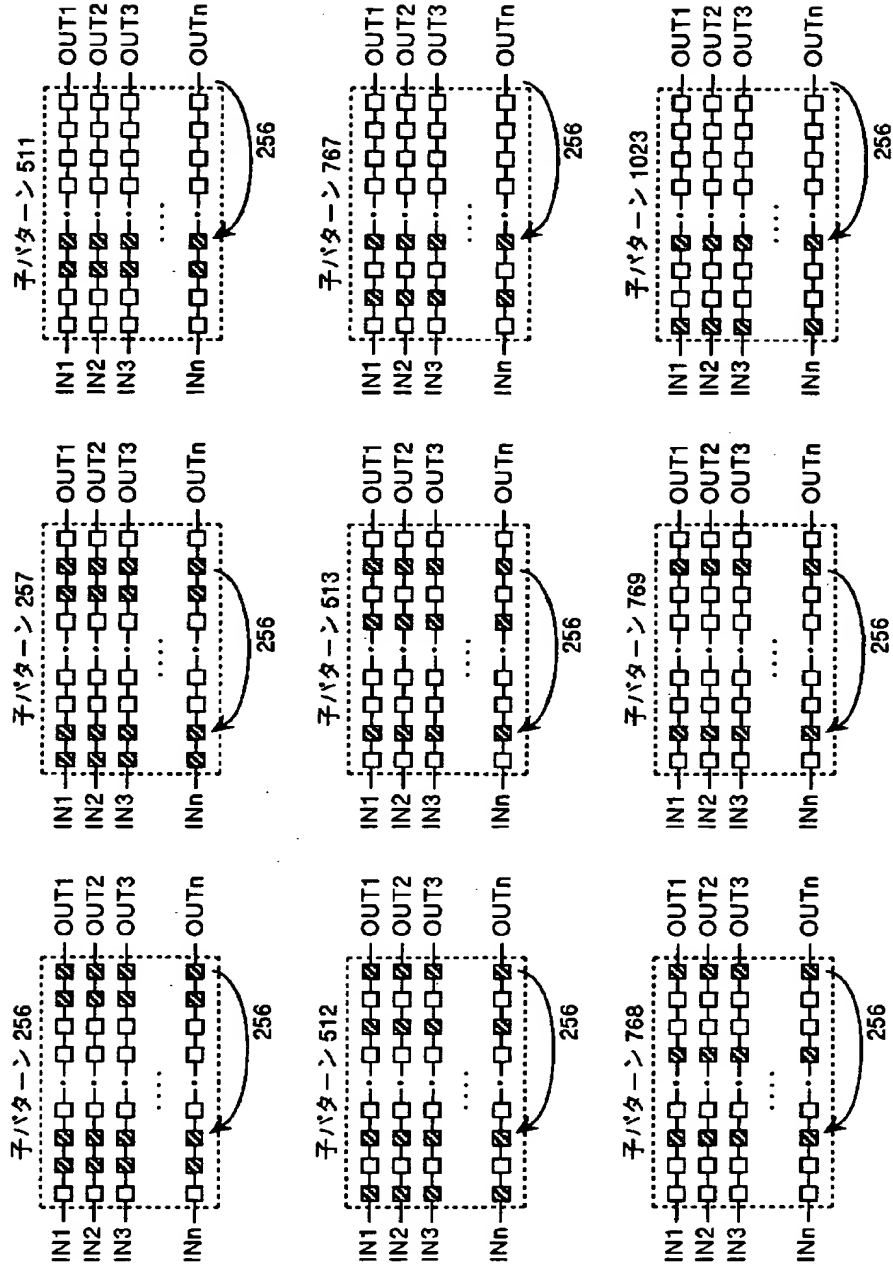 子パターン 256
IN1 OUT1
IN2 OUT2
IN3 OUT3
INn OUTn
256
子パターン 257
IN1 OUT1
IN2 OUT2
IN3 OUT3
INn OUTn
256
子パターン 511
IN1 OUT1
IN2 OUT2
IN3 OUT3
INn OUTn
256
子パターン 512
IN1 OUT1
IN2 OUT2
IN3 OUT3
INn OUTn
256
子パターン 513
IN1 OUT1
IN2 OUT2
IN3 OUT3
INn OUTn
256
子パターン 767
IN1 OUT1
IN2 OUT2
IN3 OUT3
INn OUTn
256
子パターン 768
IN1 OUT1
IN2 OUT2
IN3 OUT3
INn OUTn
256
子パターン 769
IN1 OUT1
IN2 OUT2
IN3 OUT3
INn OUTn
256
子パターン 1023
IN1 OUT1
IN2 OUT2
IN3 OUT3
INn OUTn
256